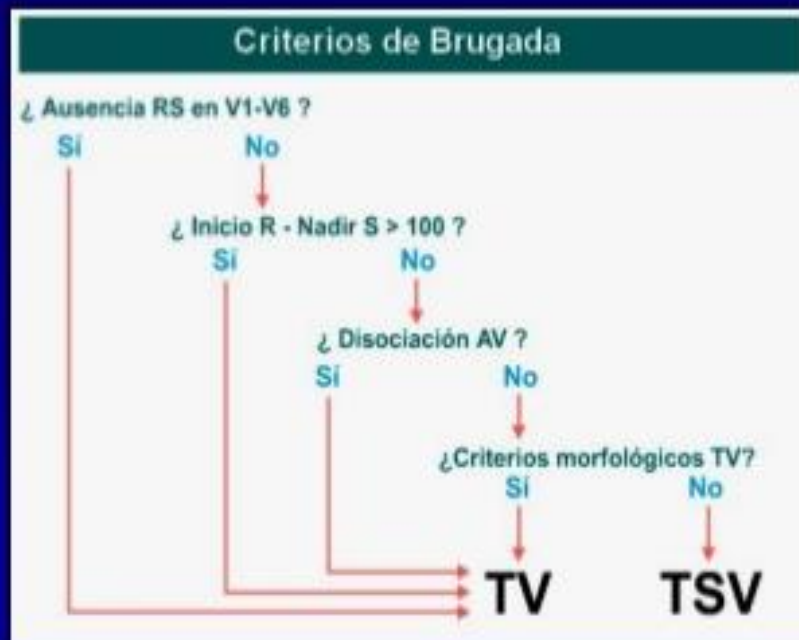 Criterios de Brugada
¿ Ausencia RS en V1-V6 ?
Sí No
¿ Inicio R - Nadir S > 100 ?
Sí No
¿ Disociación AV ?
Sí No
¿Criterios morfológicos TV?
Sí No
TV TSV